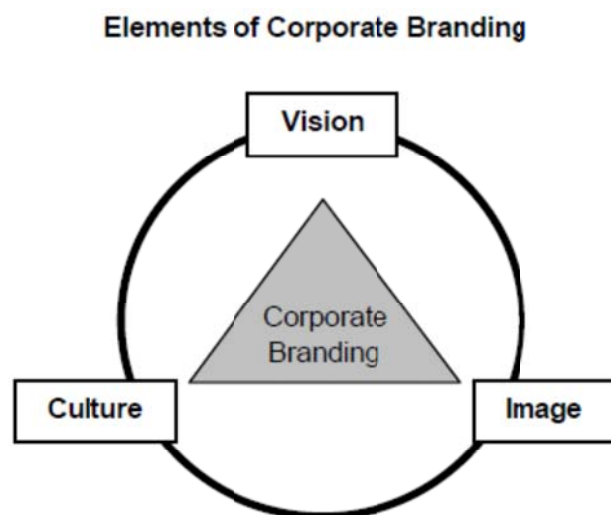 Elements of Corporate Branding
Vision
Corporate
Branding
Culture
Image